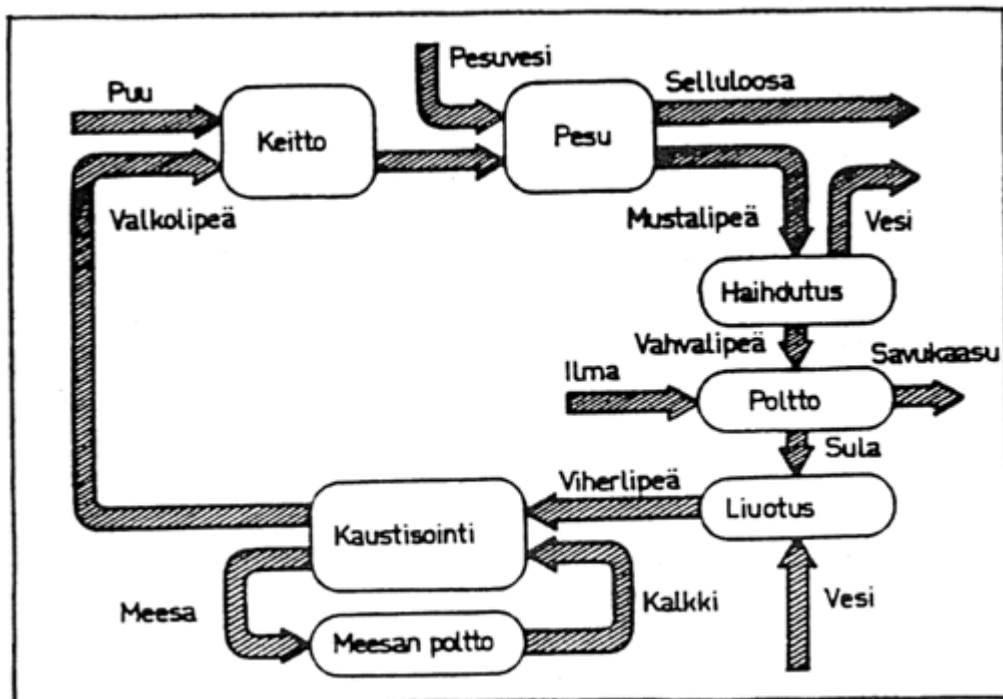 Pesuvesi
Puu
Selluloosa
Keitto
Pesu
Valkolipeä
Mustalipeä
Vesi
Haihdutus
Vahvalipeä
Savukaasu
Ilma
Poltto
Sula
Viherlipeä
Liuotus
Kaustisointi
Meesa
Kalkki
Vesi
Meesan poltto